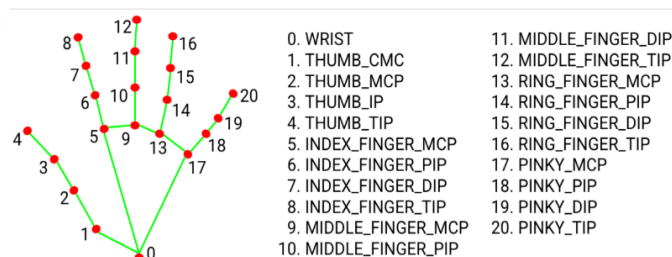 12
8
16
11
7
15
20
10
6
14
19
4
5
9
13
18
3
17
2
1
0
0. WRIST
1. THUMB_CMC
2. THUMB_MCP
3. THUMB_IP
4. THUMB_TIP
5. INDEX_FINGER_MCP
6. INDEX_FINGER_PIP
7. INDEX_FINGER_DIP
8. INDEX_FINGER_TIP
9. MIDDLE_FINGER_MCP
10. MIDDLE_FINGER_PIP
11. MIDDLE_FINGER_DIP
12. MIDDLE_FINGER_TIP
13. RING_FINGER_MCP
14. RING_FINGER_PIP
15. RING_FINGER_DIP
16. RING_FINGER_TIP
17. PINKY_MCP
18. PINKY_PIP
19. PINKY_DIP
20. PINKY_TIP